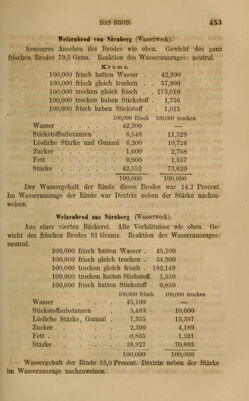 DAS BROD. 453
Weizenbrod von Nürnberg (Wasserweck).
Aeusseres Ansehen des Brodes wie oben. Gewicht des ganz
frischen Brodes 79,5 Grms. Reaktion des Wasserauszuges: neutral.
Krume.
100,000 frisch hatten Wasser . . 42,200
100,000 frisch gleich trocken . . 57,800
100,000 trocken gleich frisch . . 173,010
100,000 trocken haben Stickstoff . 1,756
100,000 frisch haben Stickstoff . . 1,015
100,000 frisch 100,000 trocken
Wasser . . . . . . . 42,200 —
Stickstoffsubstanzen . . . 6,548 11,329
Lösliche Stärke und Gummi 6,200 10,726
Zucker . . . . . . . 1,600 2,768
Fett . . . . . . . . 0,900 1,557
Stärke . . . . . . . 42,552 73,620
100,000 100,000
Der Wassergehalt der Rinde dieses Brodes war 14,2 Procent.
Im Wasserauszuge der Rinde war Dextrin neben der Stärke nachzu-
weisen.
Weizenbrod aus Nürnberg (Wasserweck).
Aus einer vierten Bäckerei. Alle Verhältnisse wie oben. Ge-
wicht des frischen Brodes 81 Grams. Reaktion des Wasserauszuges:
neutral.
100,000 frisch hatten Wasser . 45,100
100,000 frisch gleich trocken . 54,900
100,000 trocken gleich frisch . 182,149
100,000 trocken hatten Stickstoff 1,550
100,000 frisch hatten Stickstoff 0,850
100,000 frisch 100,000 trocken
Wasser . . . . . . . 45,100 —
Stickstoffsubstanzen . . . 5,483 10,000
Lösliche Stärke, Gummi . 7,355 13,397
Zucker . . . . . . . 2,300 4,189
Fett . . . . . . . . 0,835 1,521
Stärke . . . . . . . 38,927 70,893
100,000 100,000
Wassergehalt der Rinde 15,0 Procent. Dextrin neben der Stärke
im Wasserauszuge nachzuweisen.